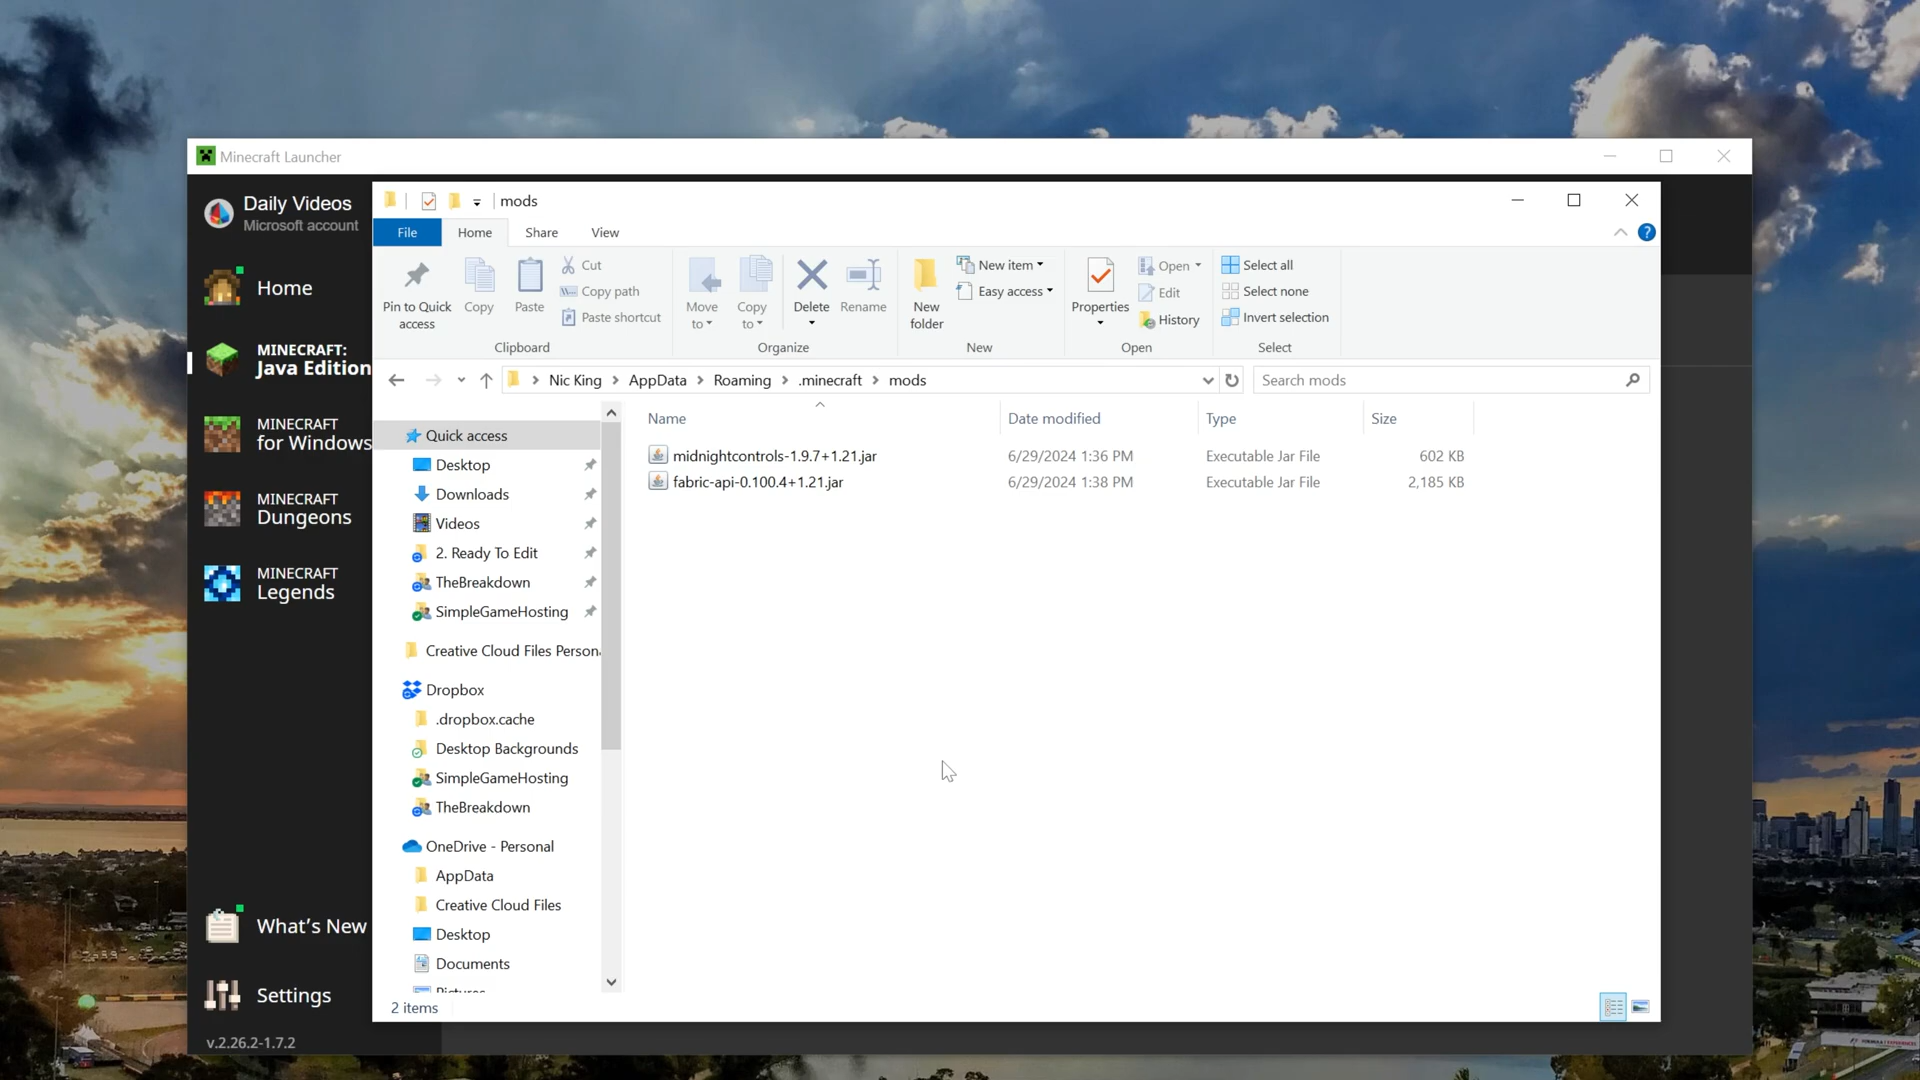 Minecraft Launcher
Daily Videos
Microsoft account
Home
MINECRAFT:
Java Edition
MINECRAFT
for Windows
MINECRAFT
Dungeons
MINECRAFT
Legends
What's New
Settings
v.2.26.2-1.7.2
mods
File Home Share View
Pin to Quick access
Copy
Paste
Cut
Copy path
Paste shortcut
Clipboard
Move to
Copy to
Delete
Rename
Organize
New folder
New item
Easy access
New
Properties
Open
Edit
History
Open
Select all
Select none
Invert selection
Select
Nic King > AppData > Roaming > .minecraft > mods
Search mods
Quick access
Desktop
Downloads
Videos
2. Ready To Edit
TheBreakdown
SimpleGameHosting
Creative Cloud Files Person
Dropbox
.dropbox.cache
Desktop Backgrounds
SimpleGameHosting
TheBreakdown
OneDrive - Personal
AppData
Creative Cloud Files
Desktop
Documents
Pictures
Name Date modified Type Size
midnightcontrols-1.9.7+1.21.jar 6/29/2024 1:36 PM Executable Jar File 602 KB
fabric-api-0.100.4+1.21.jar 6/29/2024 1:38 PM Executable Jar File 2,185 KB
2 items